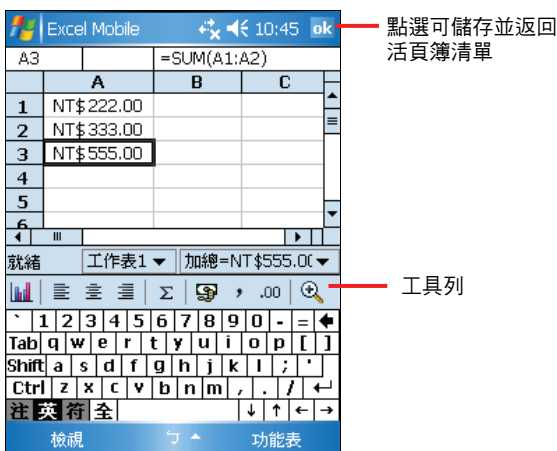 Excel Mobile 10:45 ok
點選可儲存並返回
活頁簿清單
A3 =SUM(A1:A2)
A B C
1 NT$222.00
2 NT$333.00
3 NT$555.00
4
5
6
就緒 工作表1 加總=NT$555.0(
Σ , .00
工具列
` 1 2 3 4 5 6 7 8 9 0 - =
Tab q w e r t y u i o p [ ]
Shift a s d f g h j k l ; '
Ctrl z x c v b n m , . /
注 英 符 全 ↓ ↑ ← →
檢視 ㄅ 功能表